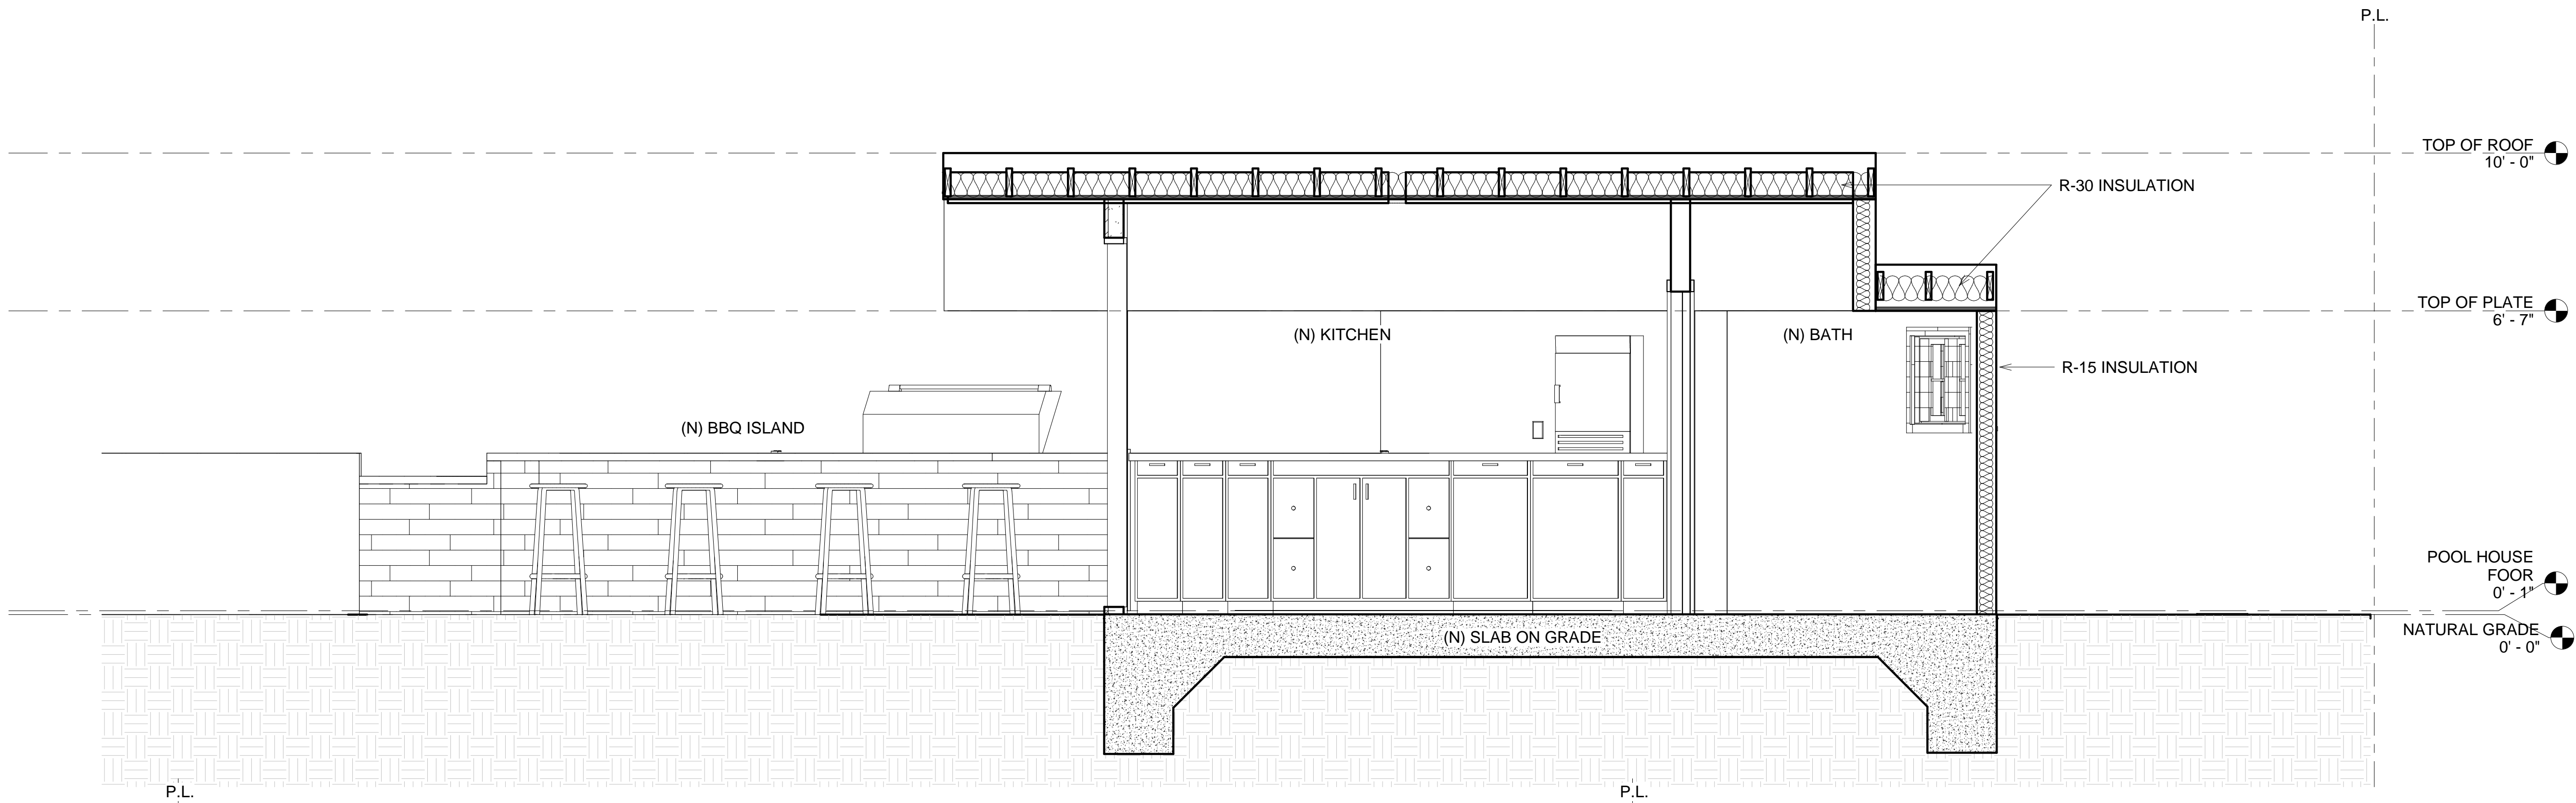 P.L.
TOP OF ROOF
10' - 0"
R-30 INSULATION
TOP OF PLATE
6' - 7"
(N) KITCHEN
(N) BATH
R-15 INSULATION
(N) BBQ ISLAND
POOL HOUSE
FOOR
0' - 1"
NATURAL GRADE
0' - 0"
(N) SLAB ON GRADE
P.L.
P.L.